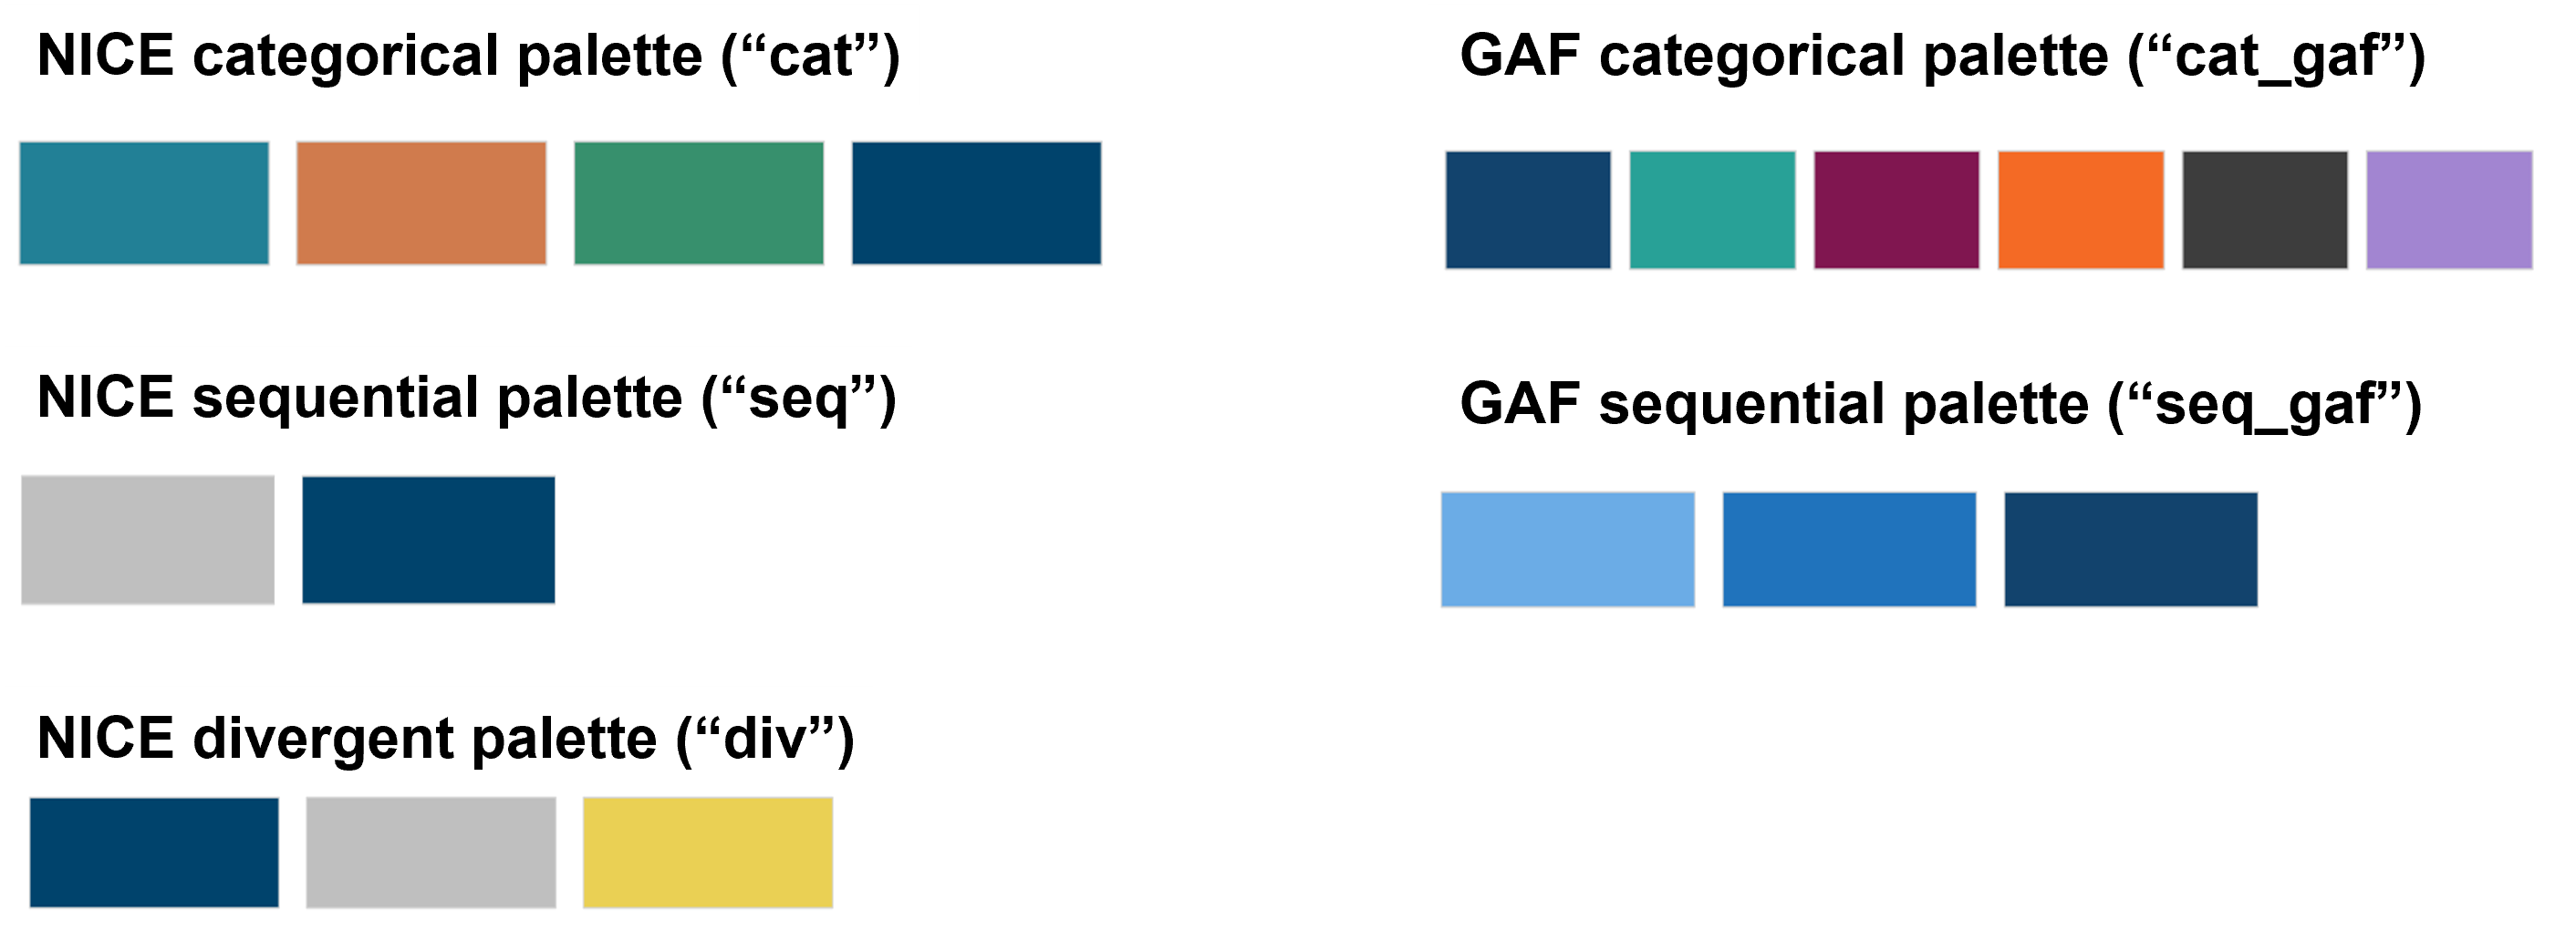 NICE categorical palette (“cat”)
GAF categorical palette (“cat_gaf”)
NICE sequential palette (“seq”)
GAF sequential palette (“seq_gaf”)
NICE divergent palette (“div”)